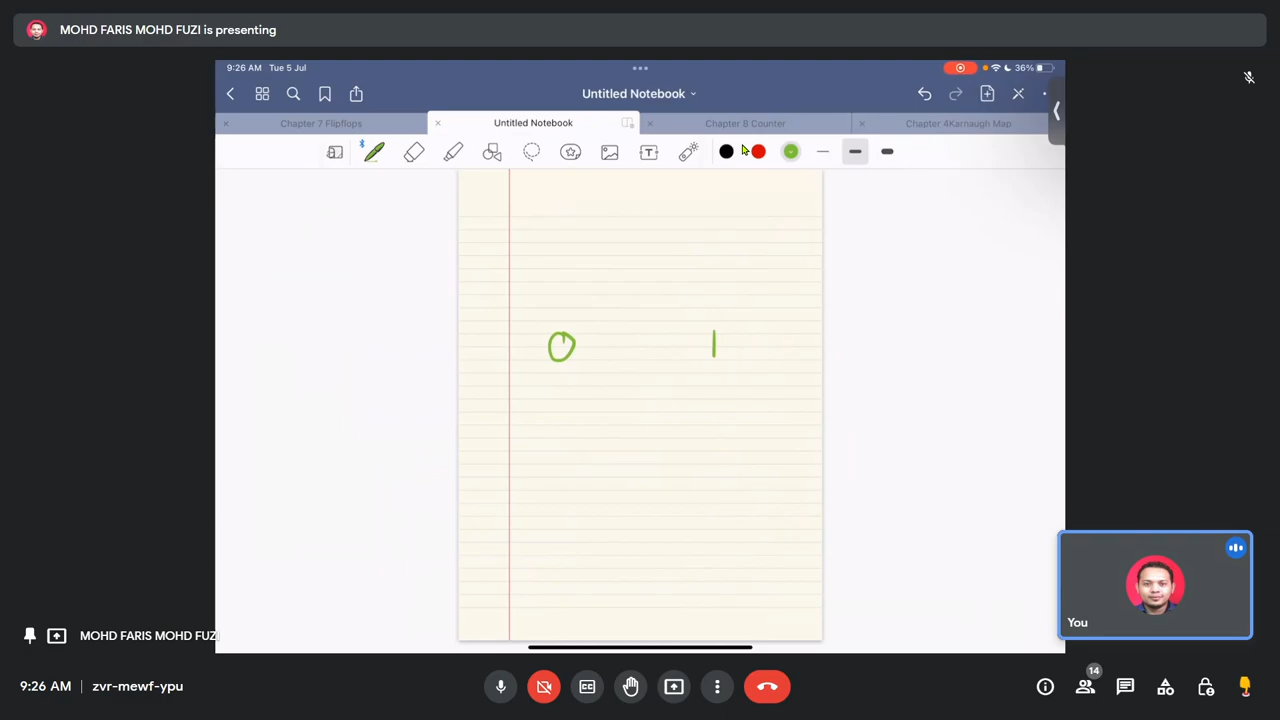 MOHD FARIS MOHD FUZI is presenting
9:26 AM Tue 5 Jul
36%
Untitled Notebook
Chapter 7 Flipflops
Untitled Notebook
Chapter 8 Counter
Chapter 4Karnaugh Map
T
0 1
You
MOHD FARIS MOHD FUZI
14
9:26 AM | zvr-mewf-ypu